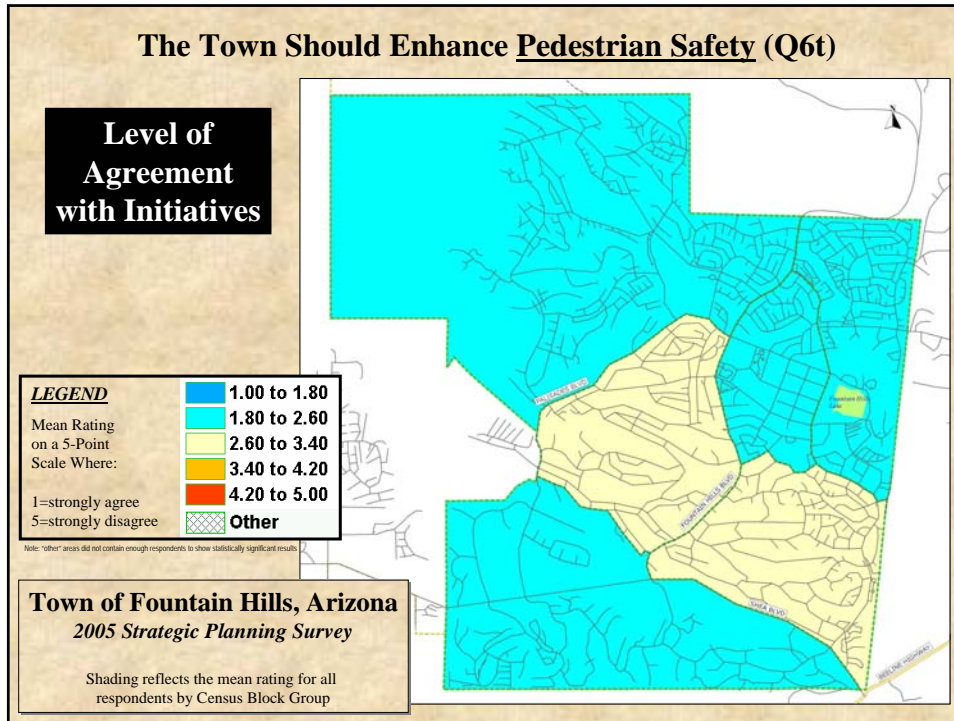 The Town Should Enhance Pedestrian Safety (Q6t)
Level of
Agreement
with Initiatives
PALISADES BLVD
Fountain Hills
Lake
FOUNTAIN HILLS BLVD
SHEA BLVD
BEELINE HIGHWAY
LEGEND
Mean Rating
on a 5-Point
Scale Where:
1=strongly agree
5=strongly disagree
1.00 to 1.80
1.80 to 2.60
2.60 to 3.40
3.40 to 4.20
4.20 to 5.00
Other
Note: "other" areas did not contain enough respondents to show statistically significant results
Town of Fountain Hills, Arizona
2005 Strategic Planning Survey
Shading reflects the mean rating for all
respondents by Census Block Group